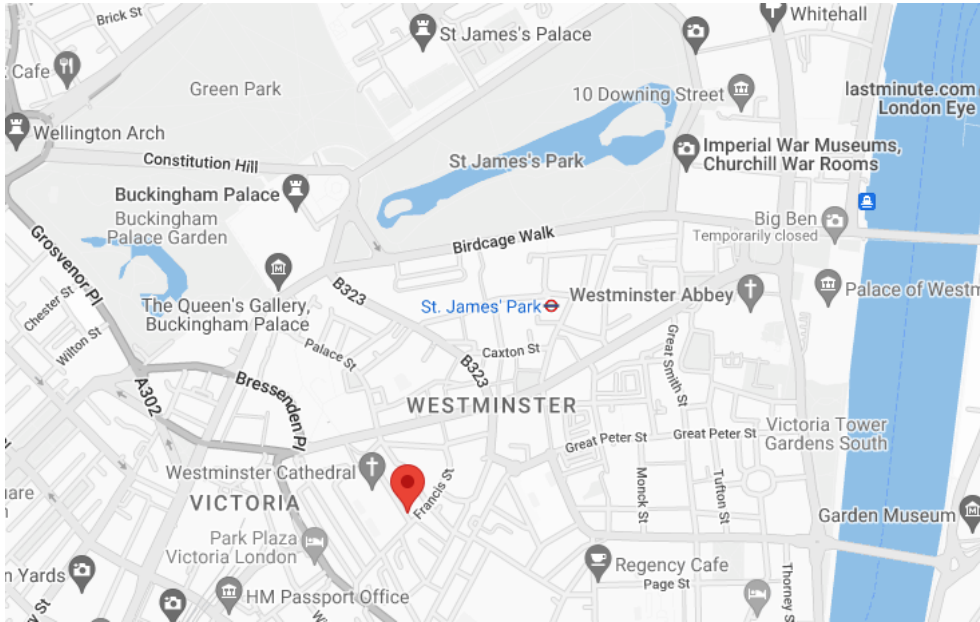 Brick St
St James's Palace
Whitehall
Cafe
Green Park
10 Downing Street
lastminute.com
London Eye
Wellington Arch
Constitution Hill
St James's Park
Imperial War Museums,
Churchill War Rooms
Buckingham Palace
Buckingham
Palace Garden
Big Ben
Temporarily closed
Grosvenor Pl
Birdcage Walk
B323
The Queen's Gallery,
Buckingham Palace
St. James' Park
Westminster Abbey
Palace of Westm
Chester St
Wilton St
Palace St
Caxton St
B323
Great Smith St
A302
Bressenden Pl
WESTMINSTER
Great Peter St
Great Peter St
Victoria Tower
Gardens South
Westminster Cathedral
Francis St
Monck St
Tufton St
VICTORIA
Garden Museum
Park Plaza
Victoria London
Regency Cafe
Page St
Thorney St
n Yards
HM Passport Office